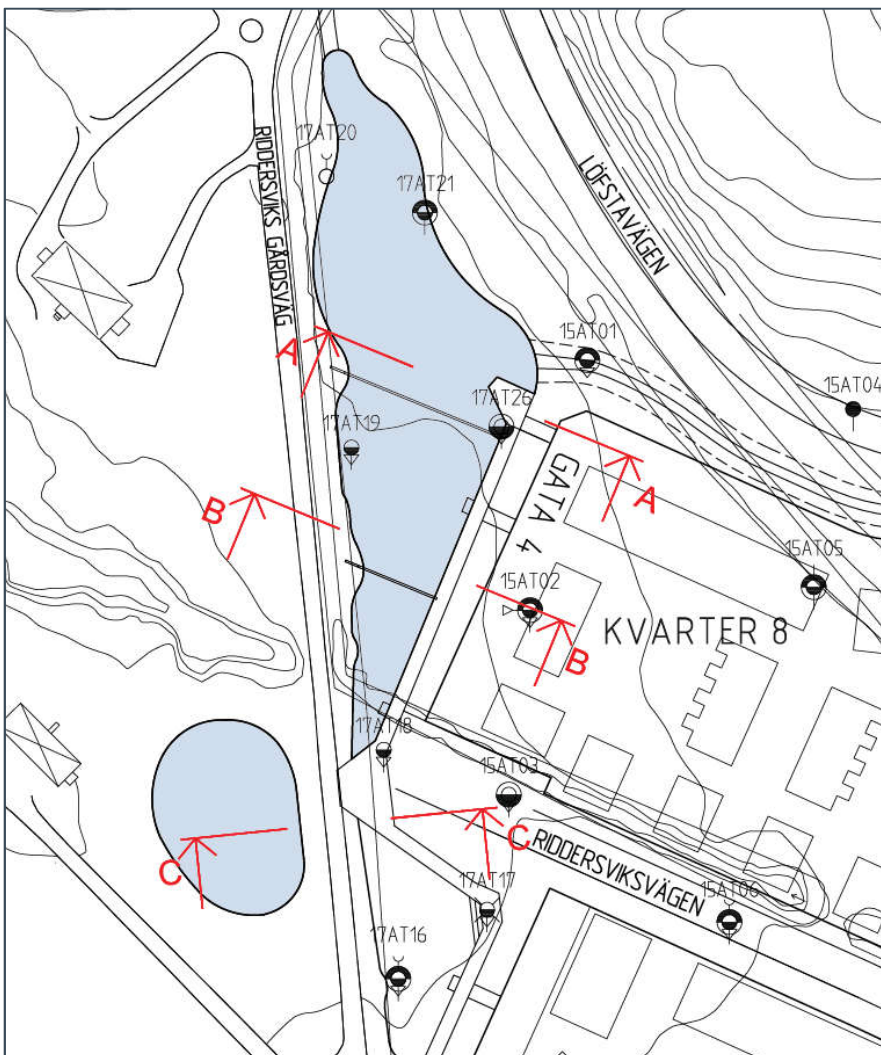 17AT20
RIDDERSVIKS GÅRDSVÄG
17AT21
LÖFSTAVÄGEN
A
15AT01
15AT04
17AT26
17AT19
GATA 4
A
B
15AT05
15AT02
KVARTER 8
B
17AT18
15AT03
C
RIDDERSVIKSVÄGEN
C
17AT17
15AT06
17AT16